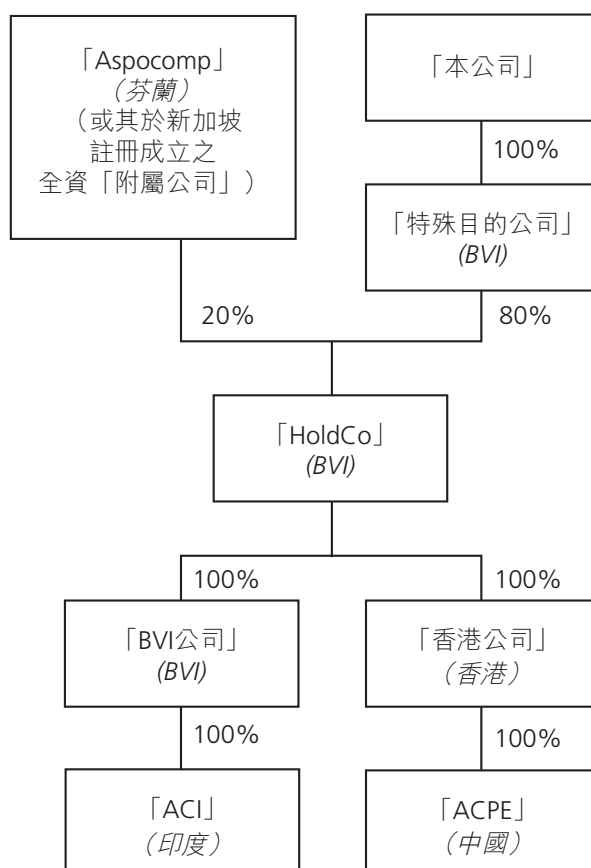 「Aspocomp」
（芬蘭）
（或其於新加坡
註冊成立之
全資「附屬公司」）
「本公司」
100%
「特殊目的公司」
(BVI)
20%
80%
「HoldCo」
(BVI)
100%
100%
「BVI公司」
(BVI)
「香港公司」
（香港）
100%
100%
「ACI」
（印度）
「ACPE」
（中國）